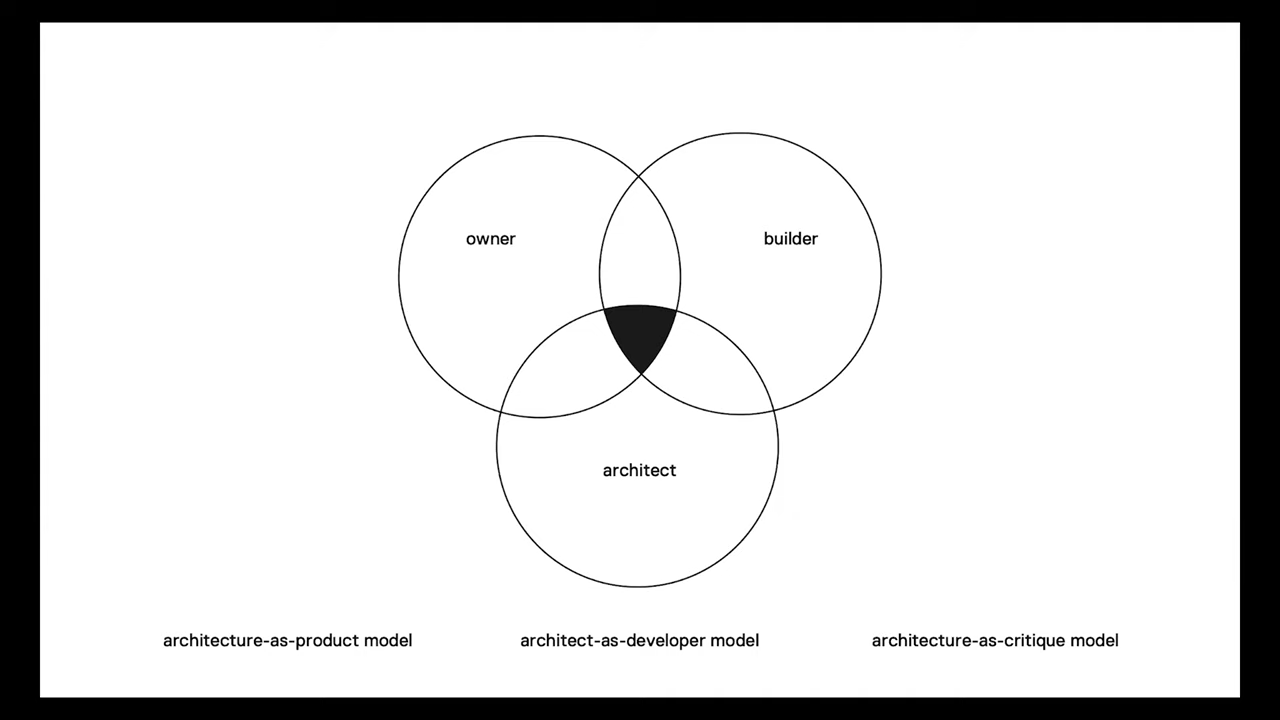 owner
builder
architect
architecture-as-product model
architect-as-developer model
architecture-as-critique model